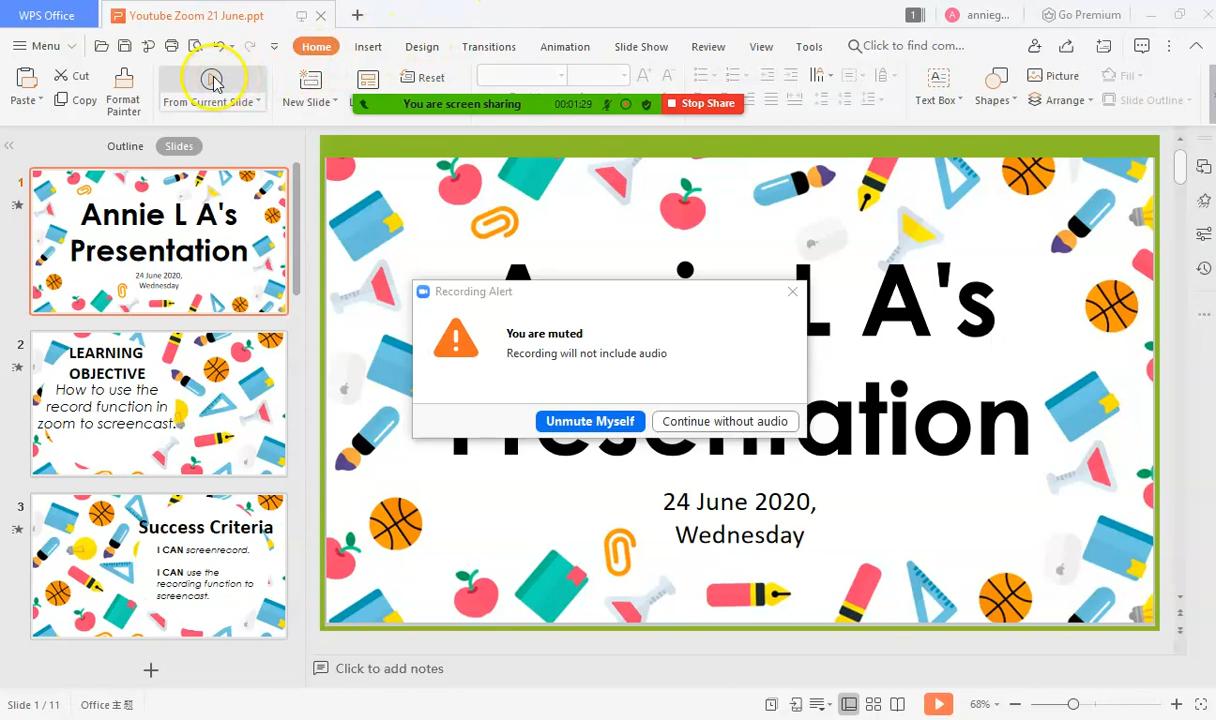 WPS Office
Youtube Zoom 21 June.ppt
1
annieg...
Go Premium
Menu
Home
Insert
Design
Transitions
Animation
Slide Show
Review
View
Tools
Click to find com...
Paste
Cut
Copy
Format
Painter
From Current Slide
New Slide
Reset
Text Box
Shapes
Picture
Arrange
Fill
Slide Outline
You are screen sharing
00:01:29
Stop Share
Outline
Slides
1
Annie L A's
Presentation
24 June 2020,
Wednesday
2
LEARNING
OBJECTIVE
How to use the
record function in
zoom to screencast.
3
Success Criteria
I CAN screenrecord.
I CAN use the
recording function to
screencast.
L A's
24 June 2020,
Wednesday
Recording Alert
You are muted
Recording will not include audio
Unmute Myself
Continue without audio
Click to add notes
Slide 1 / 11
Office 主题
68%